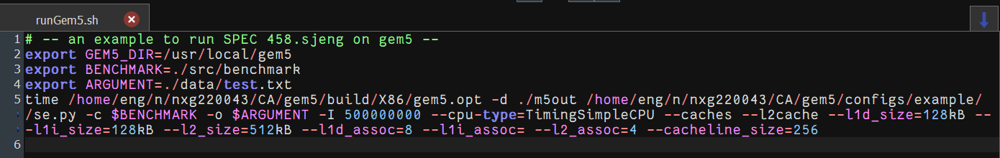 runGem5.sh
1 # -- an example to run SPEC 458.sjeng on gem5 --
2 export GEM5_DIR=/usr/local/gem5
3 export BENCHMARK=./src/benchmark
4 export ARGUMENT=./data/test.txt
5 time /home/eng/n/nxg220043/CA/gem5/build/X86/gem5.opt -d ./m5out /home/eng/n/nxg220043/CA/gem5/configs/example/
/se.py -c $BENCHMARK -o $ARGUMENT -I 500000000 --cpu-type=TimingSimpleCPU --caches --l2cache --l1d_size=128kB --
-l1i_size=128kB --l2_size=512kB --l1d_assoc=8 --l1i_assoc= --l2_assoc=4 --cacheline_size=256
6